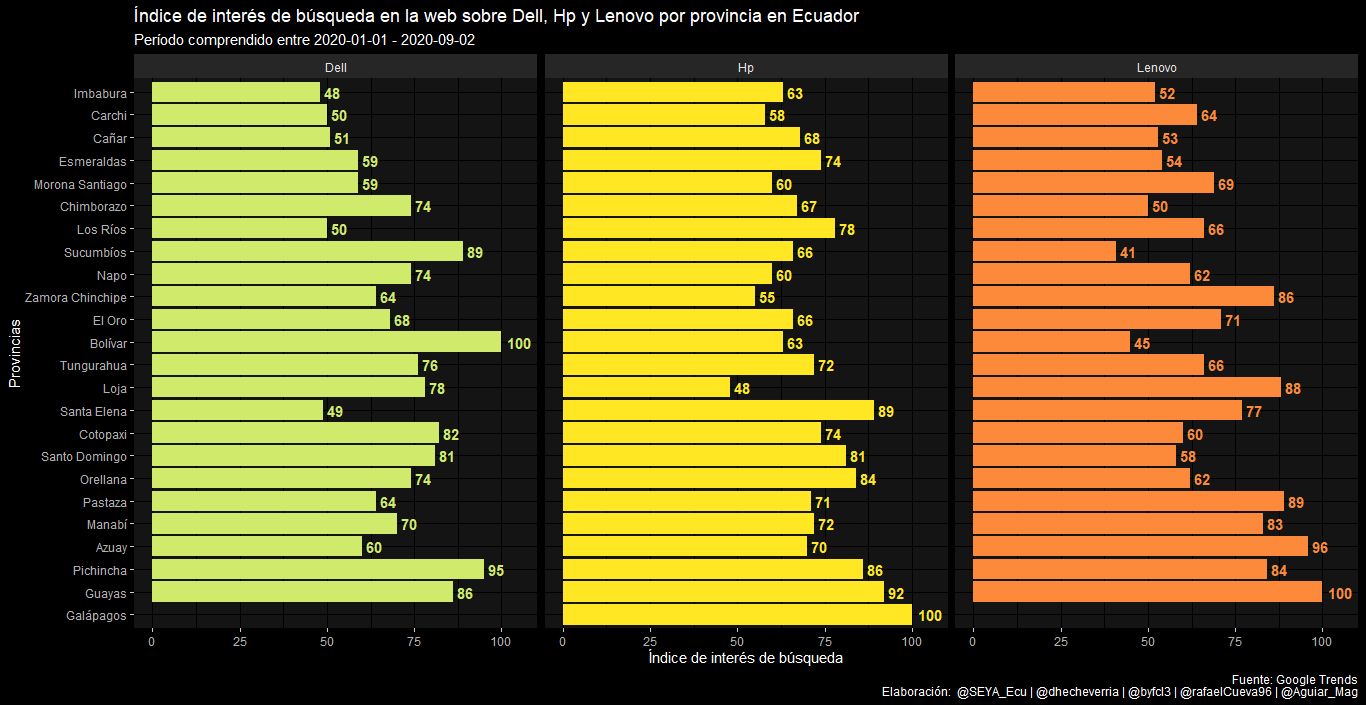 Índice de interés de búsqueda en la web sobre Dell, Hp y Lenovo por provincia en Ecuador
Período comprendido entre 2020-01-01 - 2020-09-02
Dell Hp Lenovo
Provincias
Imbabura 48 63 52
Carchi 50 58 64
Cañar 51 68 53
Esmeraldas 59 74 54
Morona Santiago 59 60 69
Chimborazo 74 67 50
Los Ríos 50 78 66
Sucumbíos 89 66 41
Napo 74 60 62
Zamora Chinchipe 64 55 86
El Oro 68 66 71
Bolívar 100 63 45
Tungurahua 76 72 66
Loja 78 48 88
Santa Elena 49 89 77
Cotopaxi 82 74 60
Santo Domingo 81 81 58
Orellana 74 84 62
Pastaza 64 71 89
Manabí 70 72 83
Azuay 60 70 96
Pichincha 95 86 84
Guayas 86 92 100
Galápagos 100
0 25 50 75 100 0 25 50 75 100 0 25 50 75 100
Índice de interés de búsqueda
Fuente: Google Trends
Elaboración: @SEYA_Ecu | @dhecheverria | @byfcl3 | @rafaelCueva96 | @Aguiar_Mag